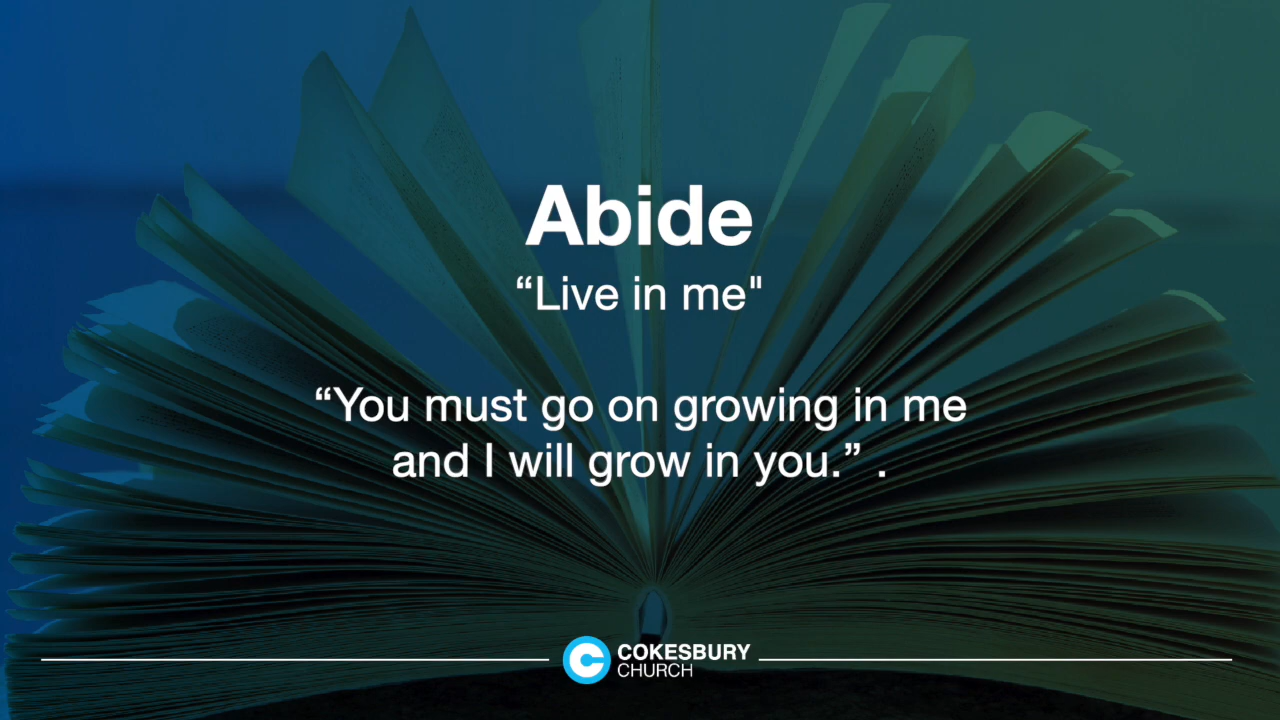 Abide
“Live in me"
“You must go on growing in me
and I will grow in you.” .
COKESBURY
CHURCH